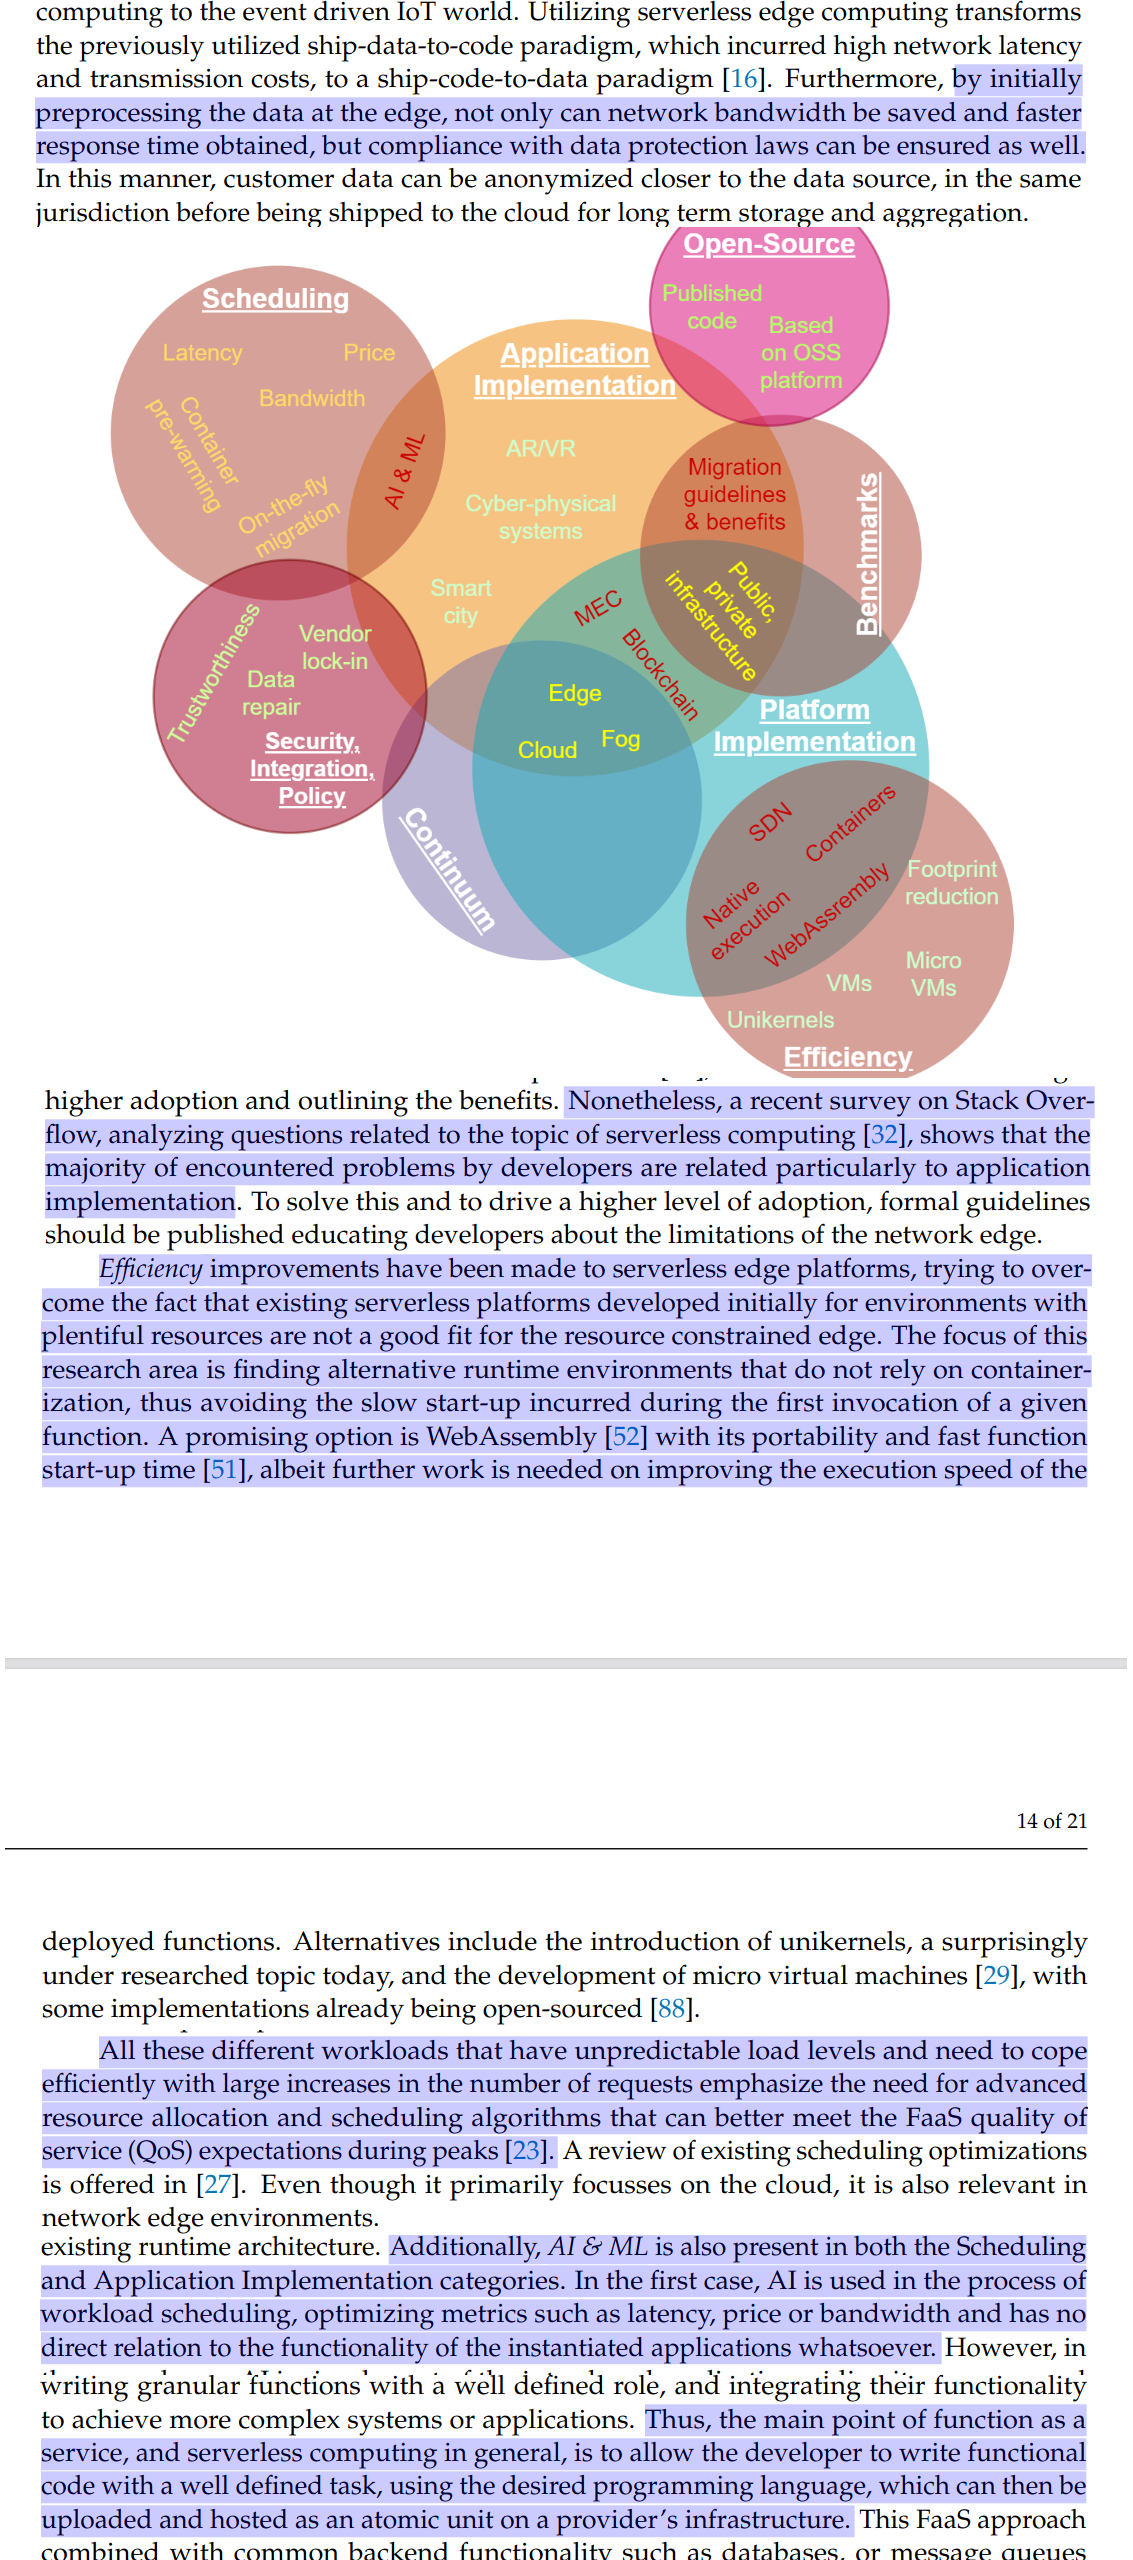 computing to the event driven IoT world. Utilizing serverless edge computing transforms
the previously utilized ship-data-to-code paradigm, which incurred high network latency
and transmission costs, to a ship-code-to-data paradigm [16]. Furthermore, by initially
preprocessing the data at the edge, not only can network bandwidth be saved and faster
response time obtained, but compliance with data protection laws can be ensured as well.
In this manner, customer data can be anonymized closer to the data source, in the same
jurisdiction before being shipped to the cloud for long term storage and aggregation.
Open-Source
Published
code
Based
on OSS
platform
Scheduling
Latency
Price
Bandwidth
Container
pre-warming
On-the-fly
migration
AI & ML
Application
Implementation
AR/VR
Cyber-physical
systems
Smart
city
Migration
guidelines
& benefits
Benchmarks
Public,
private
infrastructure
MEC
Blockchain
Edge
Cloud
Fog
Trustworthiness
Vendor
lock-in
Data
repair
Security,
Integration,
Policy
Platform
Implementation
Continuum
SDN
Containers
Native
execution
WebAssrembly
Footprint
reduction
Micro
VMs
VMs
Unikernels
Efficiency
higher adoption and outlining the benefits. Nonetheless, a recent survey on Stack Over-
flow, analyzing questions related to the topic of serverless computing [32], shows that the
majority of encountered problems by developers are related particularly to application
implementation. To solve this and to drive a higher level of adoption, formal guidelines
should be published educating developers about the limitations of the network edge.
Efficiency improvements have been made to serverless edge platforms, trying to over-
come the fact that existing serverless platforms developed initially for environments with
plentiful resources are not a good fit for the resource constrained edge. The focus of this
research area is finding alternative runtime environments that do not rely on container-
ization, thus avoiding the slow start-up incurred during the first invocation of a given
function. A promising option is WebAssembly [52] with its portability and fast function
start-up time [51], albeit further work is needed on improving the execution speed of the
14 of 21
deployed functions. Alternatives include the introduction of unikernels, a surprisingly
under researched topic today, and the development of micro virtual machines [29], with
some implementations already being open-sourced [88].
All these different workloads that have unpredictable load levels and need to cope
efficiently with large increases in the number of requests emphasize the need for advanced
resource allocation and scheduling algorithms that can better meet the FaaS quality of
service (QoS) expectations during peaks [23]. A review of existing scheduling optimizations
is offered in [27]. Even though it primarily focusses on the cloud, it is also relevant in
network edge environments.
existing runtime architecture. Additionally, AI & ML is also present in both the Scheduling
and Application Implementation categories. In the first case, AI is used in the process of
workload scheduling, optimizing metrics such as latency, price or bandwidth and has no
direct relation to the functionality of the instantiated applications whatsoever. However, in
writing granular functions with a well defined role, and integrating their functionality
to achieve more complex systems or applications. Thus, the main point of function as a
service, and serverless computing in general, is to allow the developer to write functional
code with a well defined task, using the desired programming language, which can then be
uploaded and hosted as an atomic unit on a provider's infrastructure. This FaaS approach
combined with common backend functionality such as databases, or message queues